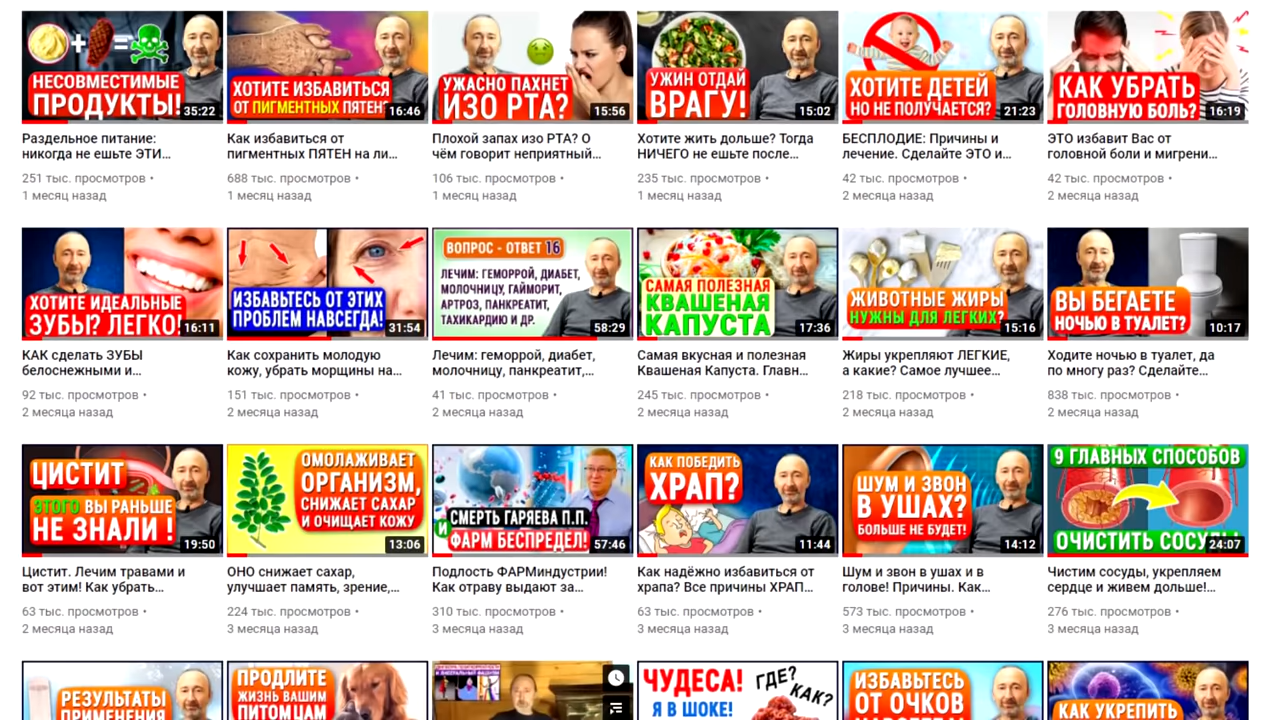 НЕСОВМЕСТИМЫЕ
ПРОДУКТЫ!
35:22
Раздельное питание:
никогда не ешьте ЭТИ...
251 тыс. просмотров •
1 месяц назад
ХОТИТЕ ИЗБАВИТЬСЯ
ОТ ПИГМЕНТНЫХ ПЯТЕН?
16:46
Как избавиться от
пигментных ПЯТЕН на ли...
688 тыс. просмотров •
1 месяц назад
УЖАСНО ПАХНЕТ
ИЗО РТА?
15:56
Плохой запах изо РТА? О
чём говорит неприятный...
106 тыс. просмотров •
1 месяц назад
УЖИН ОТДАЙ
ВРАГУ!
15:02
Хотите жить дольше? Тогда
НИЧЕГО не ешьте после...
235 тыс. просмотров •
1 месяц назад
ХОТИТЕ ДЕТЕЙ
НО НЕ ПОЛУЧАЕТСЯ?
21:23
БЕСПЛОДИЕ: Причины и
лечение. Сделайте ЭТО и...
42 тыс. просмотров •
2 месяца назад
КАК УБРАТЬ
ГОЛОВНУЮ БОЛЬ?
16:19
ЭТО избавит Вас от
головной боли и мигрени...
42 тыс. просмотров •
2 месяца назад
ХОТИТЕ ИДЕАЛЬНЫЕ
ЗУБЫ? ЛЕГКО!
16:11
КАК сделать ЗУБЫ
белоснежными и...
92 тыс. просмотров •
2 месяца назад
ИЗБАВЬТЕСЬ ОТ ЭТИХ
ПРОБЛЕМ НАВСЕГДА!
31:54
Как сохранить молодую
кожу, убрать морщины на...
151 тыс. просмотров •
2 месяца назад
ВОПРОС - ОТВЕТ 16
ЛЕЧИМ: ГЕМОРРОЙ, ДИАБЕТ,
МОЛОЧНИЦУ, ГАЙМОРИТ,
АРТРОЗ, ПАНКРЕАТИТ,
ТАХИКАРДИЮ И ДР.
58:29
Лечим: геморрой, диабет,
молочницу, панкреатит,...
41 тыс. просмотров •
2 месяца назад
САМАЯ ПОЛЕЗНАЯ
КВАШЕНАЯ
КАПУСТА
17:36
Самая вкусная и полезная
Квашеная Капуста. Главн...
245 тыс. просмотров •
2 месяца назад
ЖИВОТНЫЕ ЖИРЫ
НУЖНЫ ДЛЯ ЛЕГКИХ?
15:16
Жиры укрепляют ЛЕГКИЕ,
а какие? Самое лучшее...
218 тыс. просмотров •
2 месяца назад
ВЫ БЕГАЕТЕ
НОЧЬЮ В ТУАЛЕТ?
10:17
Ходите ночью в туалет, да
по многу раз? Сделайте...
838 тыс. просмотров •
2 месяца назад
ЦИСТИТ
ЭТОГО ВЫ РАНЬШЕ
НЕ ЗНАЛИ !
19:50
Цистит. Лечим травами и
вот этим! Как убрать...
63 тыс. просмотров •
2 месяца назад
ОМОЛАЖИВАЕТ
ОРГАНИЗМ,
СНИЖАЕТ САХАР
И ОЧИЩАЕТ КОЖУ
13:06
ОНО снижает сахар,
улучшает память, зрение,...
224 тыс. просмотров •
3 месяца назад
СМЕРТЬ ГАРЯЕВА П.П.
И
ФАРМ БЕСПРЕДЕЛ!
57:46
Подлость ФАРМиндустрии!
Как отраву выдают за...
310 тыс. просмотров •
3 месяца назад
КАК ПОБЕДИТЬ
ХРАП?
11:44
Как надёжно избавиться от
храпа? Все причины ХРАП...
63 тыс. просмотров •
3 месяца назад
ШУМ И ЗВОН
В УШАХ?
БОЛЬШЕ НЕ БУДЕТ!
14:12
Шум и звон в ушах и в
голове! Причины. Как...
573 тыс. просмотров •
3 месяца назад
9 ГЛАВНЫХ СПОСОБОВ
ОЧИСТИТЬ СОСУДЫ
24:07
Чистим сосуды, укрепляем
сердце и живем дольше!...
276 тыс. просмотров •
3 месяца назад
РЕЗУЛЬТАТЫ
ПРИМЕНЕНИЯ
ПРОДЛИТЕ
ЖИЗНЬ ВАШИМ
ПИТОМЦАМ
ЧУДЕСА!
Я В ШОКЕ!
ГДЕ?
КАК?
ИЗБАВЬТЕСЬ
ОТ ОЧКОВ
НАВСЕГДА!
КАК УКРЕПИТЬ